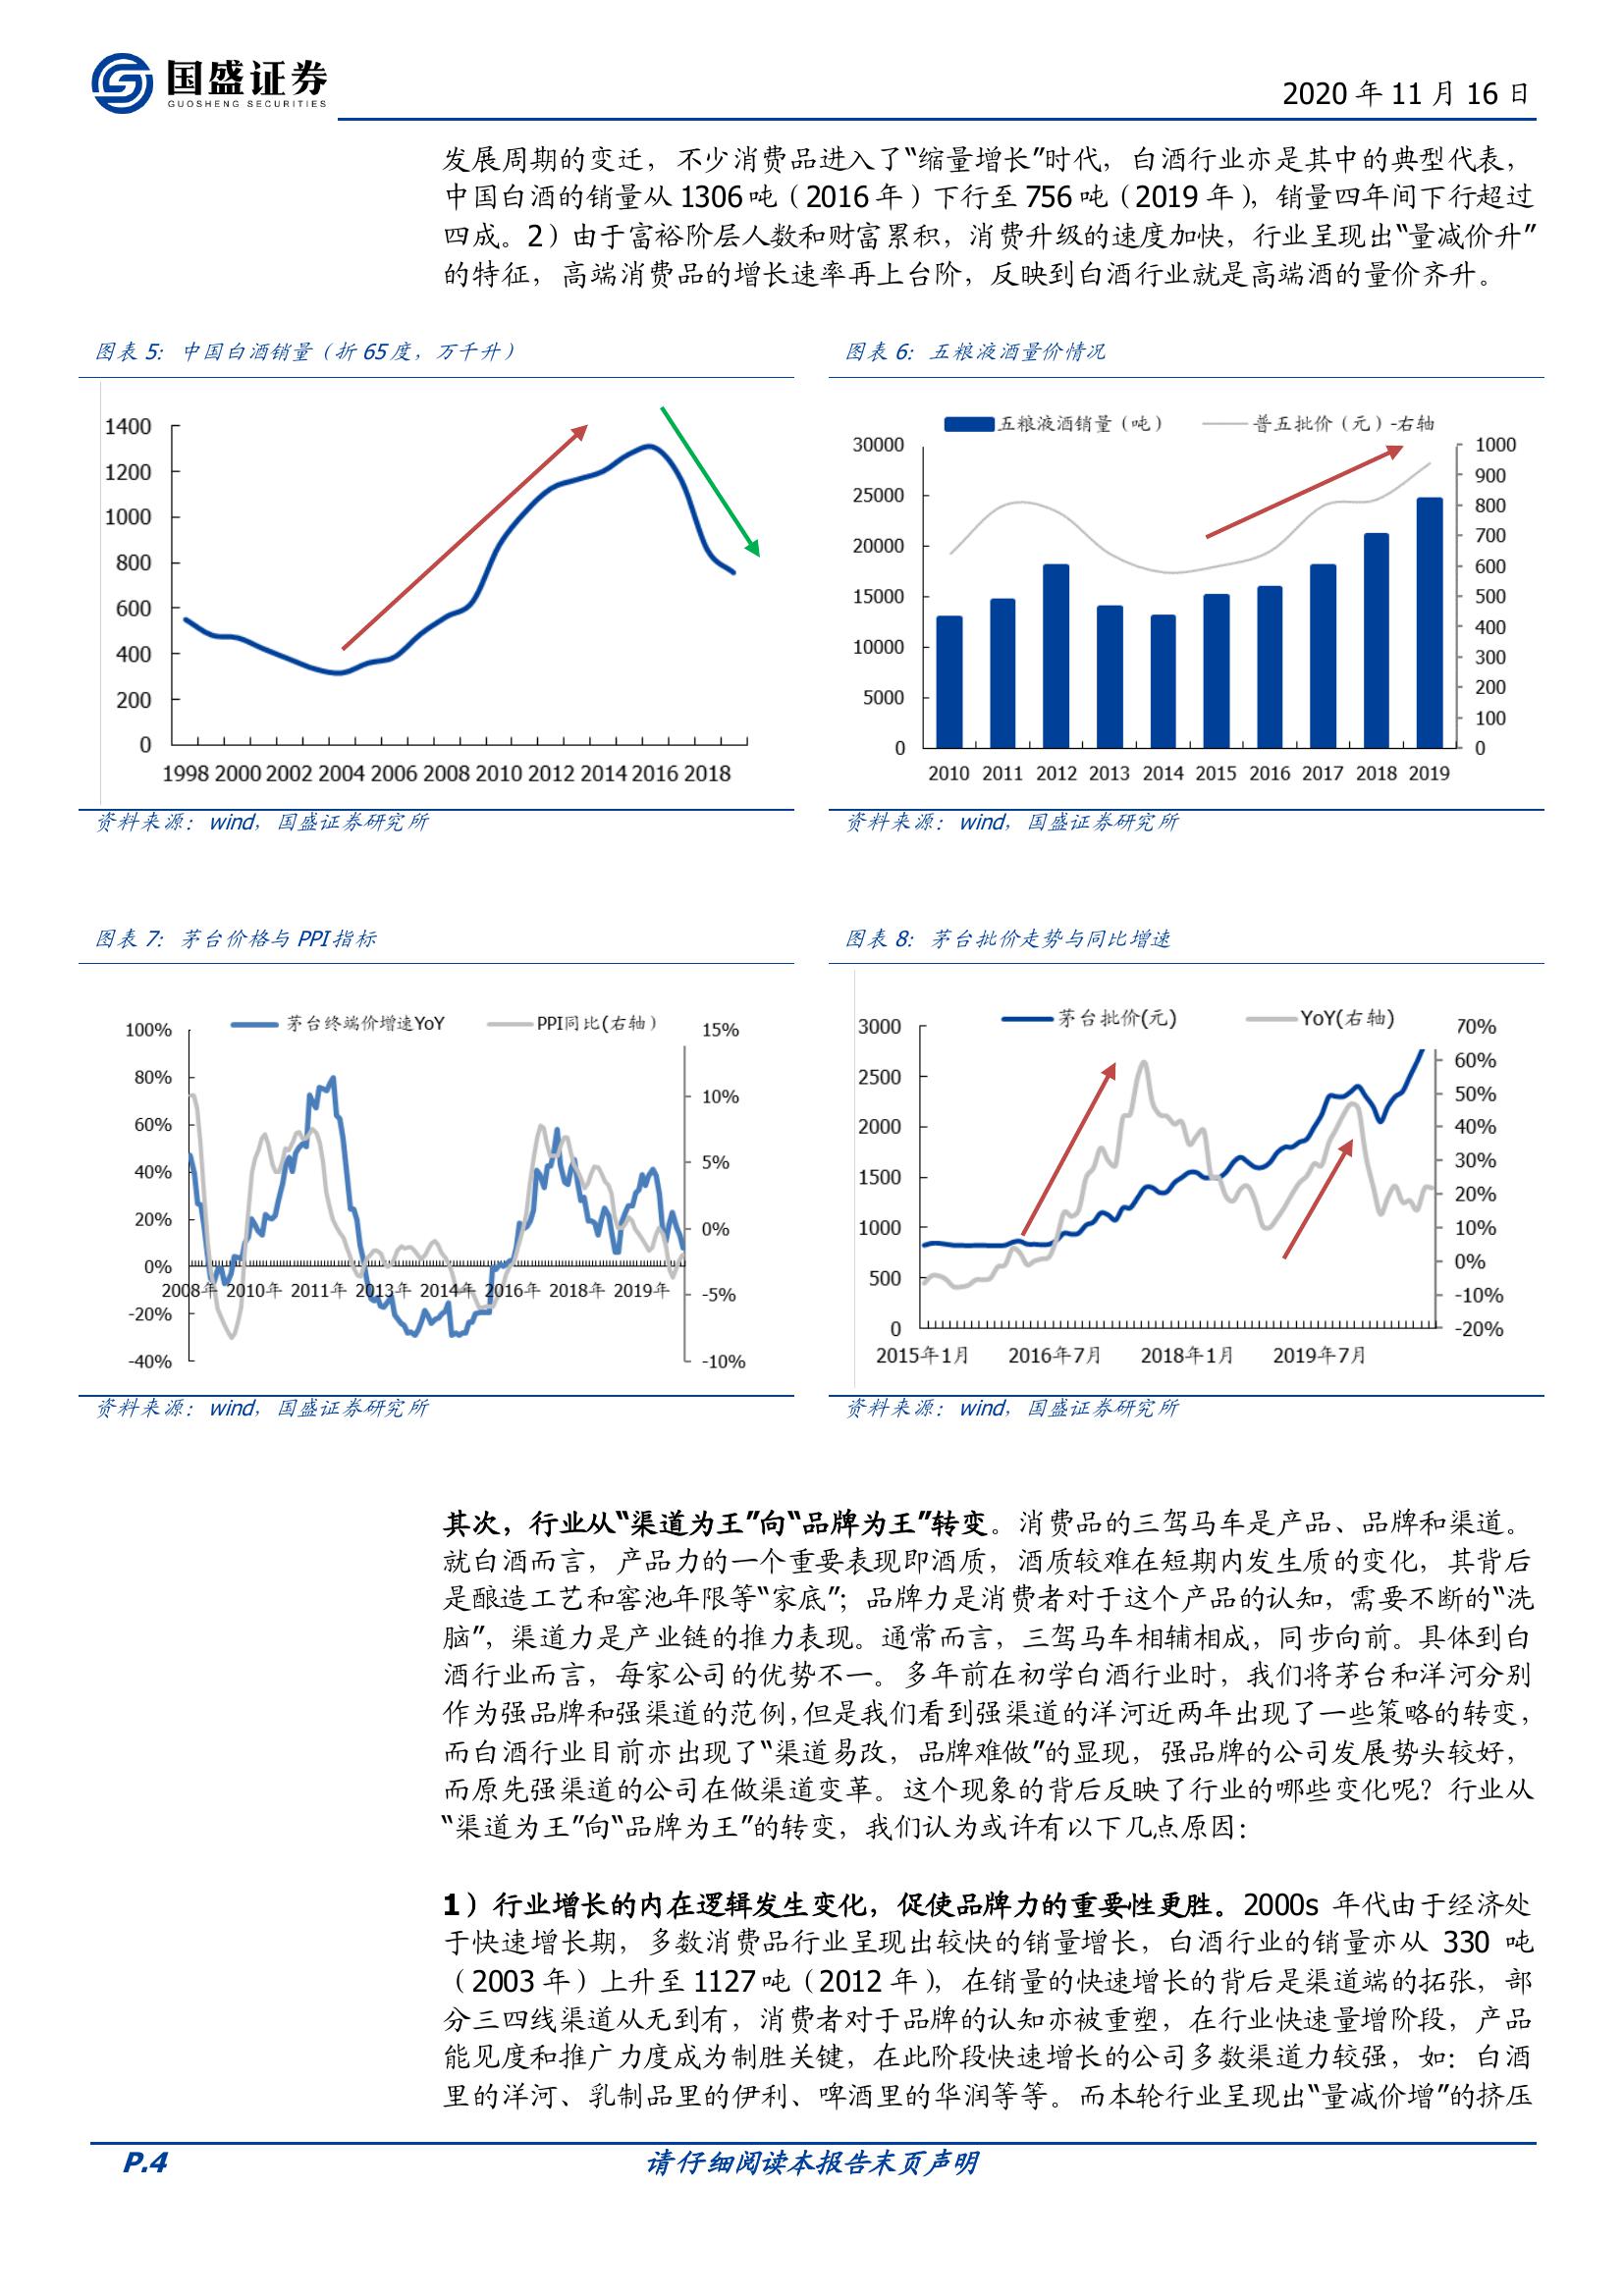 国盛证券
GUOSHENG SECURITIES
2020 年 11 月 16 日
发展周期的变迁，不少消费品进入了“缩量增长”时代，白酒行业亦是其中的典型代表，
中国白酒的销量从 1306 吨（2016 年）下行至 756 吨（2019 年），销量四年间下行超过
四成。2）由于富裕阶层人数和财富累积，消费升级的速度加快，行业呈现出“量减价升”
的特征，高端消费品的增长速率再上台阶，反映到白酒行业就是高端酒的量价齐升。
图表 5：中国白酒销量（折 65 度，万千升）
1400
1200
1000
800
600
400
200
0
1998 2000 2002 2004 2006 2008 2010 2012 2014 2016 2018
资料来源：wind，国盛证券研究所
图表 6：五粮液酒量价情况
五粮液酒销量（吨） 普五批价（元）-右轴
30000
25000
20000
15000
10000
5000
0
1000
900
800
700
600
500
400
300
200
100
0
2010 2011 2012 2013 2014 2015 2016 2017 2018 2019
资料来源：wind，国盛证券研究所
图表 7：茅台价格与 PPI 指标
茅台终端价增速YoY PPI同比(右轴）
100%
80%
60%
40%
20%
0%
-20%
-40%
15%
10%
5%
0%
-5%
-10%
2008年 2010年 2011年 2013年 2014年 2016年 2018年 2019年
资料来源：wind，国盛证券研究所
图表 8：茅台批价走势与同比增速
茅台批价(元) YoY(右轴)
3000
2500
2000
1500
1000
500
0
70%
60%
50%
40%
30%
20%
10%
0%
-10%
-20%
2015年1月 2016年7月 2018年1月 2019年7月
资料来源：wind，国盛证券研究所
其次，行业从“渠道为王”向“品牌为王”转变。消费品的三驾马车是产品、品牌和渠道。
就白酒而言，产品力的一个重要表现即酒质，酒质较难在短期内发生质的变化，其背后
是酿造工艺和窖池年限等“家底”；品牌力是消费者对于这个产品的认知，需要不断的“洗
脑”，渠道力是产业链的推力表现。通常而言，三驾马车相辅相成，同步向前。具体到白
酒行业而言，每家公司的优势不一。多年前在初学白酒行业时，我们将茅台和洋河分别
作为强品牌和强渠道的范例，但是我们看到强渠道的洋河近两年出现了一些策略的转变，
而白酒行业目前亦出现了“渠道易改，品牌难做”的显现，强品牌的公司发展势头较好，
而原先强渠道的公司在做渠道变革。这个现象的背后反映了行业的哪些变化呢？行业从
“渠道为王”向“品牌为王”的转变，我们认为或许有以下几点原因：
1）行业增长的内在逻辑发生变化，促使品牌力的重要性更胜。2000s 年代由于经济处
于快速增长期，多数消费品行业呈现出较快的销量增长，白酒行业的销量亦从 330 吨
（2003 年）上升至 1127 吨（2012 年），在销量的快速增长的背后是渠道端的拓张，部
分三四线渠道从无到有，消费者对于品牌的认知亦被重塑，在行业快速量增阶段，产品
能见度和推广力度成为制胜关键，在此阶段快速增长的公司多数渠道力较强，如：白酒
里的洋河、乳制品里的伊利、啤酒里的华润等等。而本轮行业呈现出“量减价增”的挤压
P.4
请仔细阅读本报告末页声明